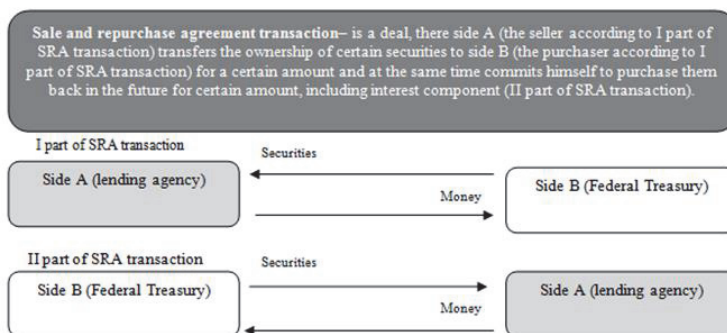 Sale and repurchase agreement transaction– is a deal, there side A (the seller according to I part of
SRA transaction) transfers the ownership of certain securities to side B (the purchaser according to I
part of SRA transaction) for a certain amount and at the same time commits himself to purchase them
back in the future for certain amount, including interest component (II part of SRA transaction).
I part of SRA transaction
Securities
Side A (lending agency)
Side B (Federal Treasury)
Money
II part of SRA transaction
Securities
Side B (Federal Treasury)
Side A (lending agency)
Money